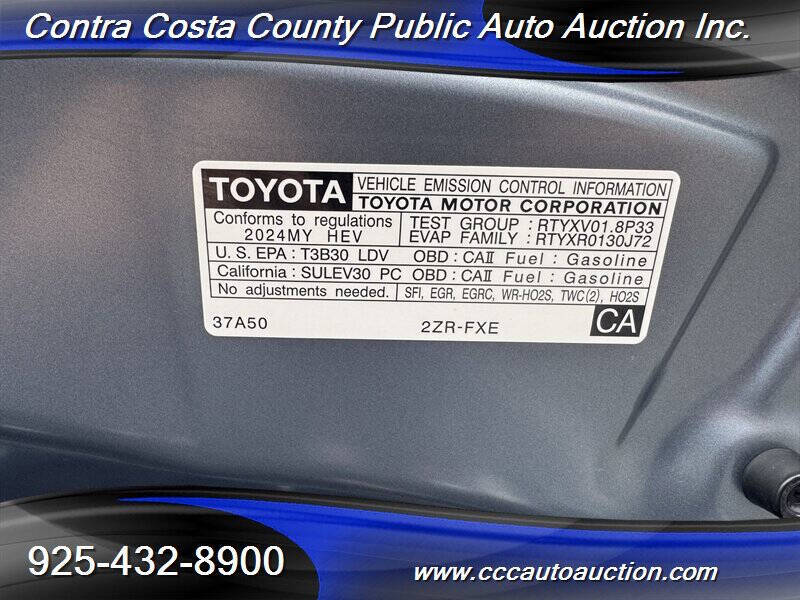 Contra Costa County Public Auto Auction Inc.
TOYOTA VEHICLE EMISSION CONTROL INFORMATION
TOYOTA MOTOR CORPORATION
Conforms to regulations TEST GROUP : RTYXV01.8P33
2024MY HEV EVAP FAMILY : RTYXR0130J72
U. S. EPA : T3B30 LDV OBD : CAII Fuel : Gasoline
California : SULEV30 PC OBD : CAII Fuel : Gasoline
No adjustments needed. SFI, EGR, EGRC, WR-HO2S, TWC(2), HO2S
37A50 2ZR-FXE CA
925-432-8900 www.cccautoauction.com